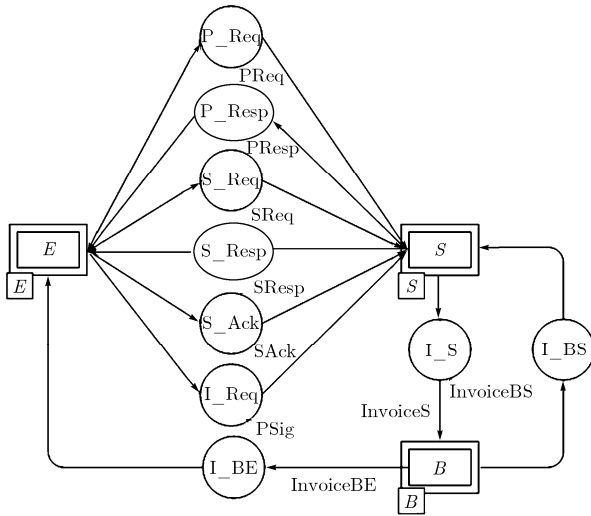 P_Req
PReq
P_Resp
PResp
S_Req
SReq
E
S_Resp
S
E
SResp
S
S_Ack
SAck
I_S
I_BS
I_Req
InvoiceBS
InvoiceS
PSig
I_BE
B
InvoiceBE
B